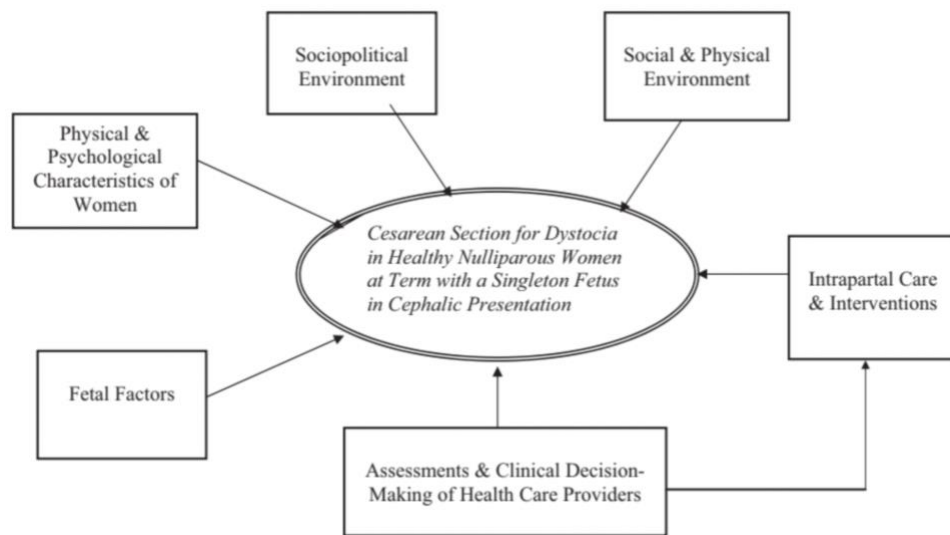 Sociopolitical
Environment
Social & Physical
Environment
Physical &
Psychological
Characteristics of
Women
Cesarean Section for Dystocia
in Healthy Nulliparous Women
at Term with a Singleton Fetus
in Cephalic Presentation
Intrapartal Care
& Interventions
Fetal Factors
Assessments & Clinical Decision-
Making of Health Care Providers